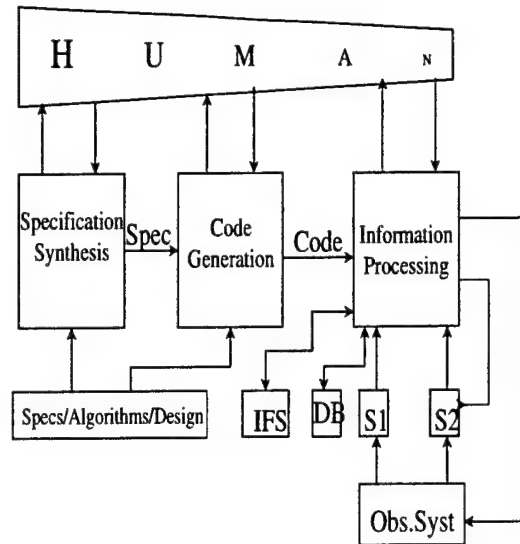 H U M A N
Specification
Synthesis
Spec
Code
Generation
Code
Information
Processing
Specs/Algorithms/Design
IFS
DB
S1
S2
Obs.Syst